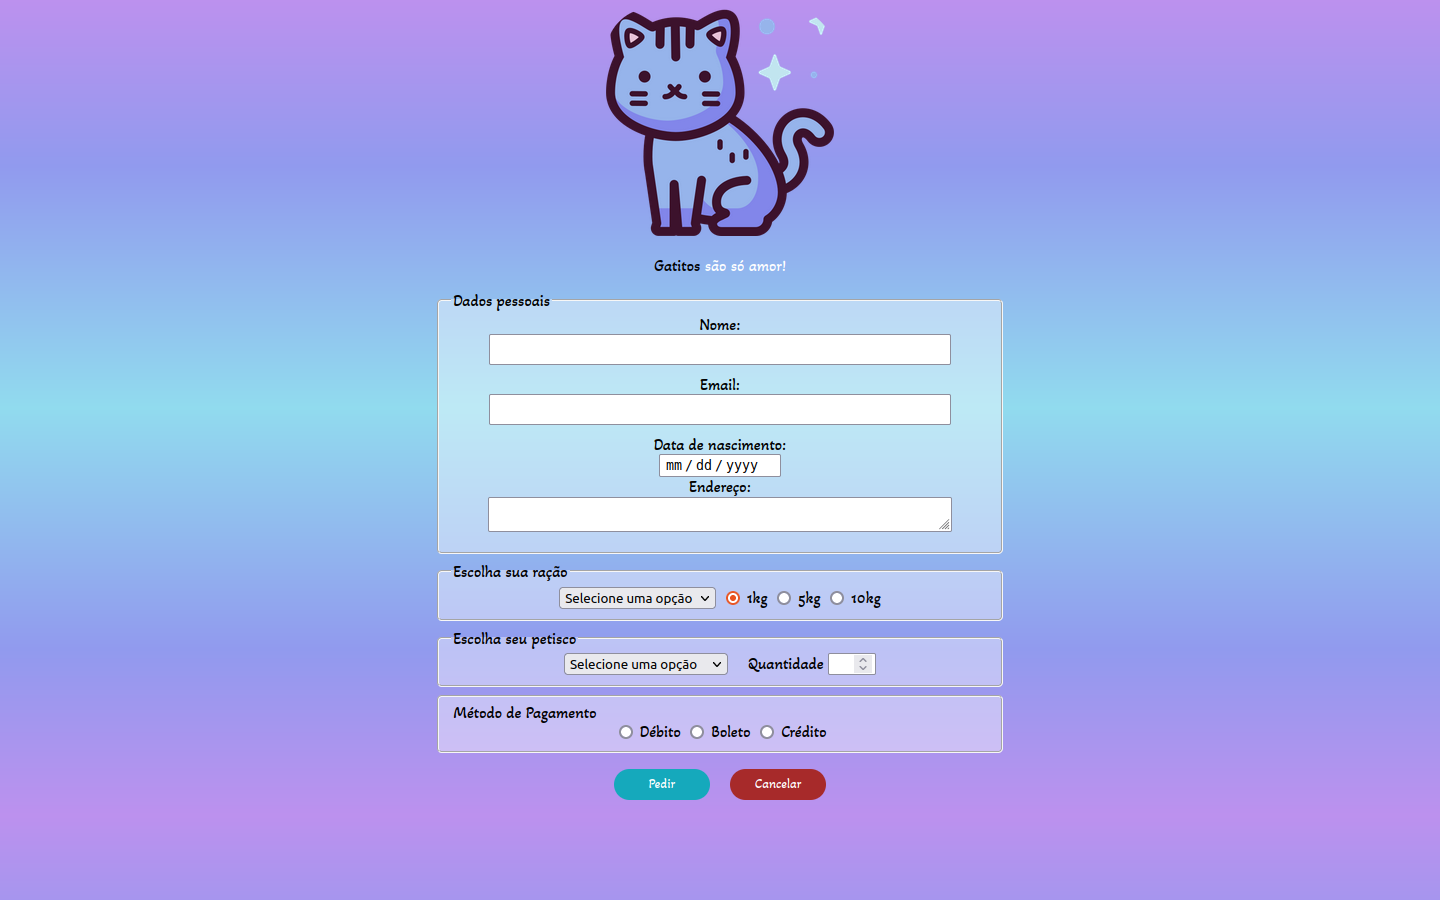 Gatitos são só amor!
Dados pessoais
Nome:
Email:
Data de nascimento:
mm / dd / yyyy
Endereço:
Escolha sua ração
Selecione uma opção 1kg 5kg 10kg
Escolha seu petisco
Selecione uma opção Quantidade
Método de Pagamento
Débito Boleto Crédito
Pedir Cancelar